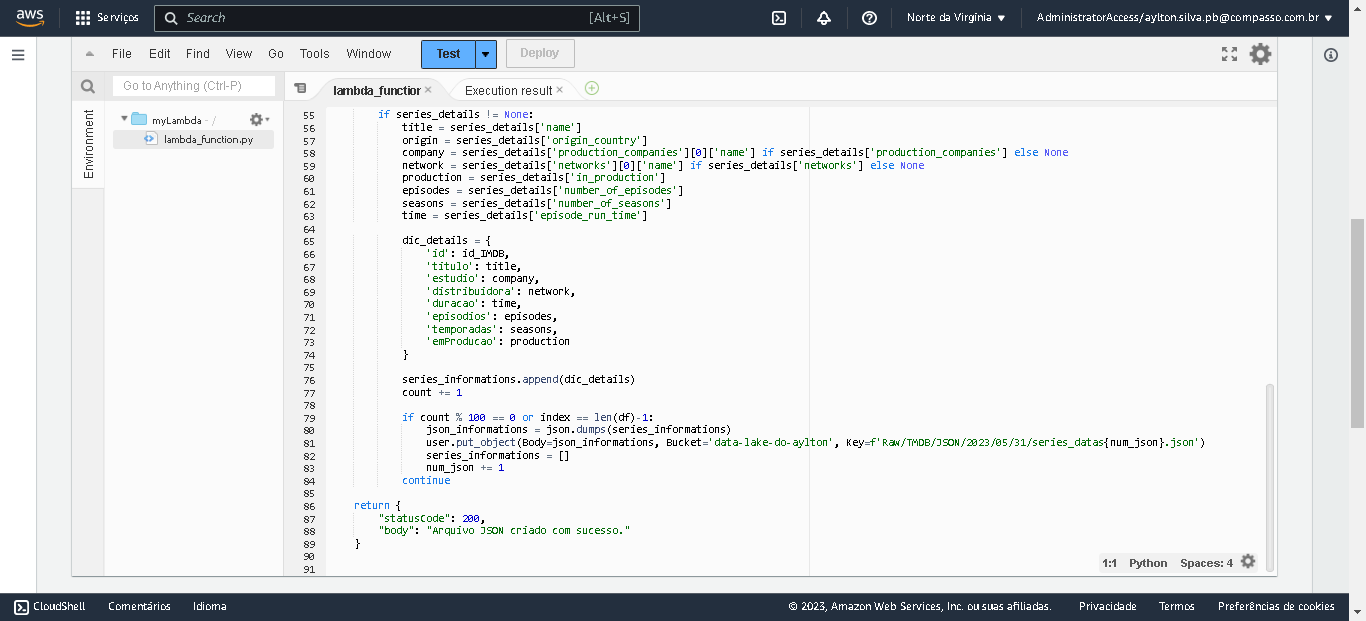 aws
Serviços
Search
[Alt+S]
Norte da Virgínia
AdministratorAccess/aylton.silva.pb@compasso.com.br
File Edit Find View Go Tools Window Test Deploy
Go to Anything (Ctrl-P)
lambda_function
Execution result
Environment
myLambda - /
lambda_function.py
55 if series_details != None:
56 title = series_details['name']
57 origin = series_details['origin_country']
58 company = series_details['production_companies'][0]['name'] if series_details['production_companies'] else None
59 network = series_details['networks'][0]['name'] if series_details['networks'] else None
60 production = series_details['in_production']
61 episodes = series_details['number_of_episodes']
62 seasons = series_details['number_of_seasons']
63 time = series_details['episode_run_time']
64
65 dic_details = {
66 'id': id_IMDB,
67 'titulo': title,
68 'estudio': company,
69 'distribuidora': network,
70 'duracao': time,
71 'episodios': episodes,
72 'temporadas': seasons,
73 'emProducao': production
74 }
75
76 series_informations.append(dic_details)
77 count += 1
78
79 if count % 100 == 0 or index == len(df)-1:
80 json_informations = json.dumps(series_informations)
81 user.put_object(Body=json_informations, Bucket='data-lake-do-aylton', Key=f'Raw/TMDB/JSON/2023/05/31/series_datas{num_json}.json')
82 series_informations = []
83 num_json += 1
84 continue
85
86 return {
87 "statusCode": 200,
88 "body": "Arquivo JSON criado com sucesso."
89 }
90
91
1:1 Python Spaces: 4
CloudShell Comentários Idioma
© 2023, Amazon Web Services, Inc. ou suas afiliadas. Privacidade Termos Preferências de cookies